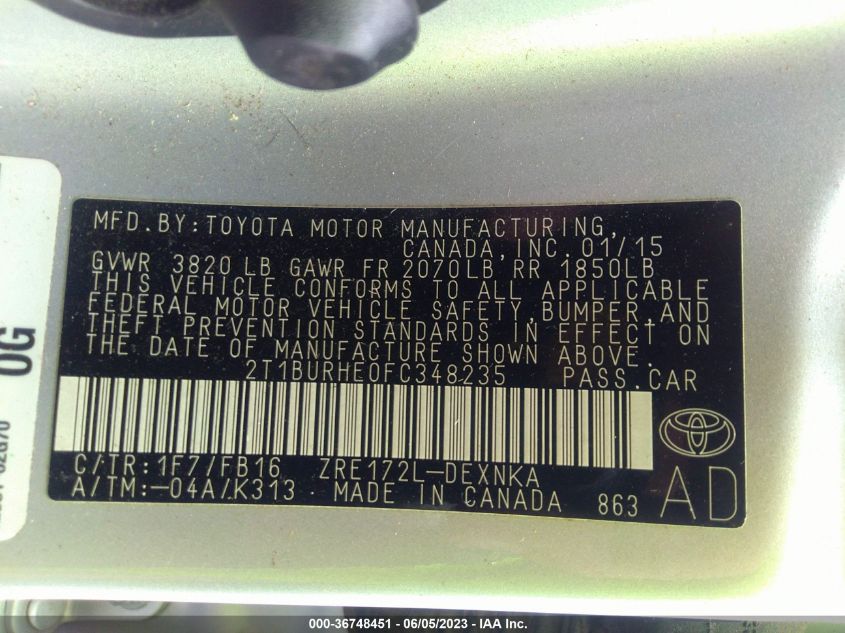 MFD.BY:TOYOTA MOTOR MANUFACTURING,
CANADA,INC.01/15
GVWR 3820 LB GAWR FR 2070LB RR 1850LB
THIS VEHICLE CONFORMS TO ALL APPLICABLE
FEDERAL MOTOR VEHICLE SAFETY,BUMPER,AND
THEFT PREVENTION STANDARDS IN EFFECT ON
THE DATE OF MANUFACTURE SHOWN ABOVE.
2T1BURHE0FC348235 PASS.CAR
C/TR:1F7/FB16 ZRE172L-DEXNKA
A/TM:-04A/K313 MADE IN CANADA 863
AD
0G
000-36748451 - 06/05/2023 - IAA Inc.